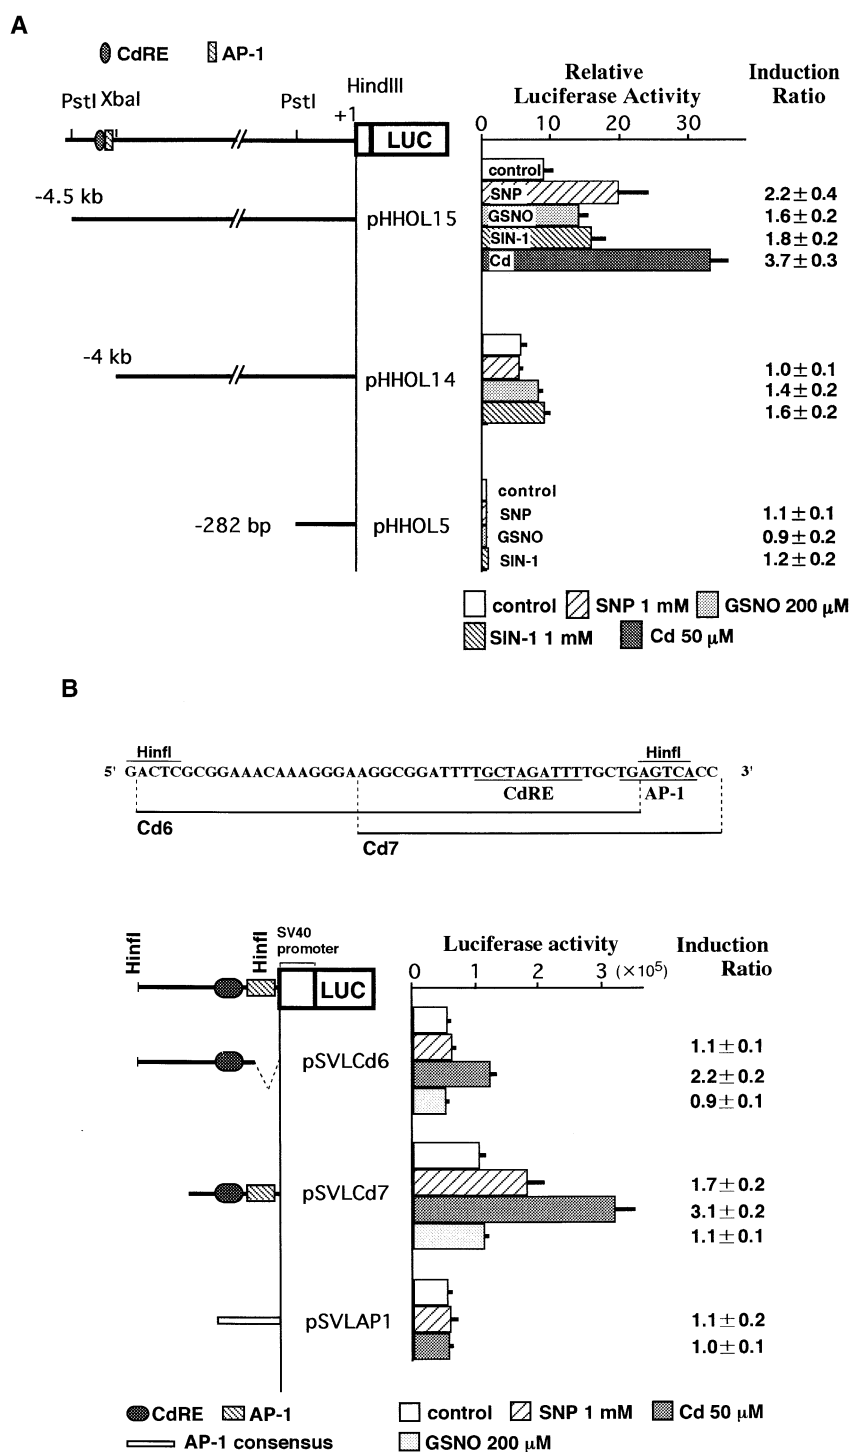 A
CdRE AP-1
PstI XbaI PstI HindIII
+1
LUC
Relative
Luciferase Activity
Induction
Ratio
0 10 20 30
-4.5 kb
pHHOL15
control
SNP 2.2±0.4
GSNO 1.6±0.2
SIN-1 1.8±0.2
Cd 3.7±0.3
-4 kb
pHHOL14
1.0±0.1
1.4±0.2
1.6±0.2
-282 bp
pHHOL5
control
SNP 1.1±0.1
GSNO 0.9±0.2
SIN-1 1.2±0.2
control SNP 1 mM GSNO 200 µM
SIN-1 1 mM Cd 50 µM
B
HinfI HinfI
5' GACTCGCGGAAACAAAGGGAAGGCGGATTTTGCTAGATTTTGCTGAGTCACC 3'
CdRE AP-1
Cd6
Cd7
HinfI HinfI
SV40
promoter
LUC
Luciferase activity
Induction
Ratio
0 1 2 3 (×10⁵)
pSVLCd6
1.1±0.1
2.2±0.2
0.9±0.1
pSVLCd7
1.7±0.2
3.1±0.2
1.1±0.1
pSVLAP1
1.1±0.2
1.0±0.1
CdRE AP-1
AP-1 consensus
control SNP 1 mM Cd 50 µM
GSNO 200 µM